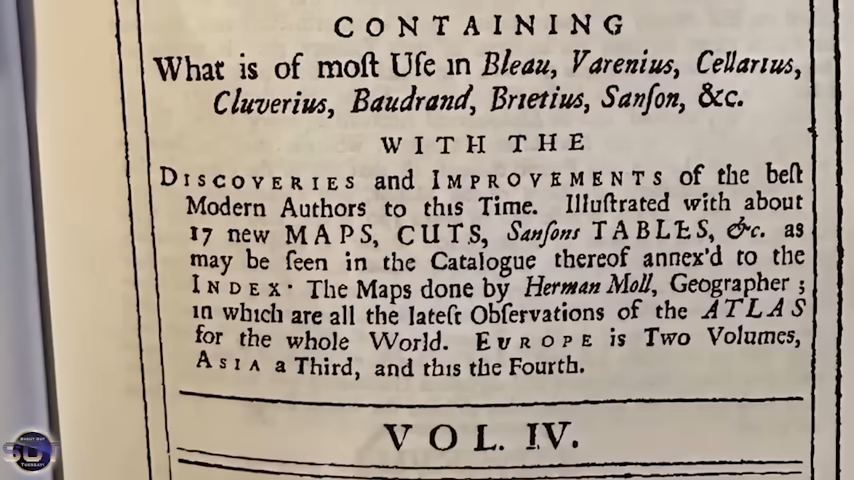 CONTAINING
What is of moſt Uſe in Bleau, Varenius, Cellarius,
Cluverius, Baudrand, Brietius, Sanſon, &c.
WITH THE
DISCOVERIES and IMPROVEMENTS of the beſt
Modern Authors to this Time. Illuſtrated with about
17 new MAPS, CUTS, Sanſons TABLES, &c. as
may be ſeen in the Catalogue thereof annex'd to the
INDEX. The Maps done by Herman Moll, Geographer;
in which are all the lateſt Obſervations of the ATLAS
for the whole World. EUROPE is Two Volumes,
ASIA a Third, and this the Fourth.
VOL. IV.